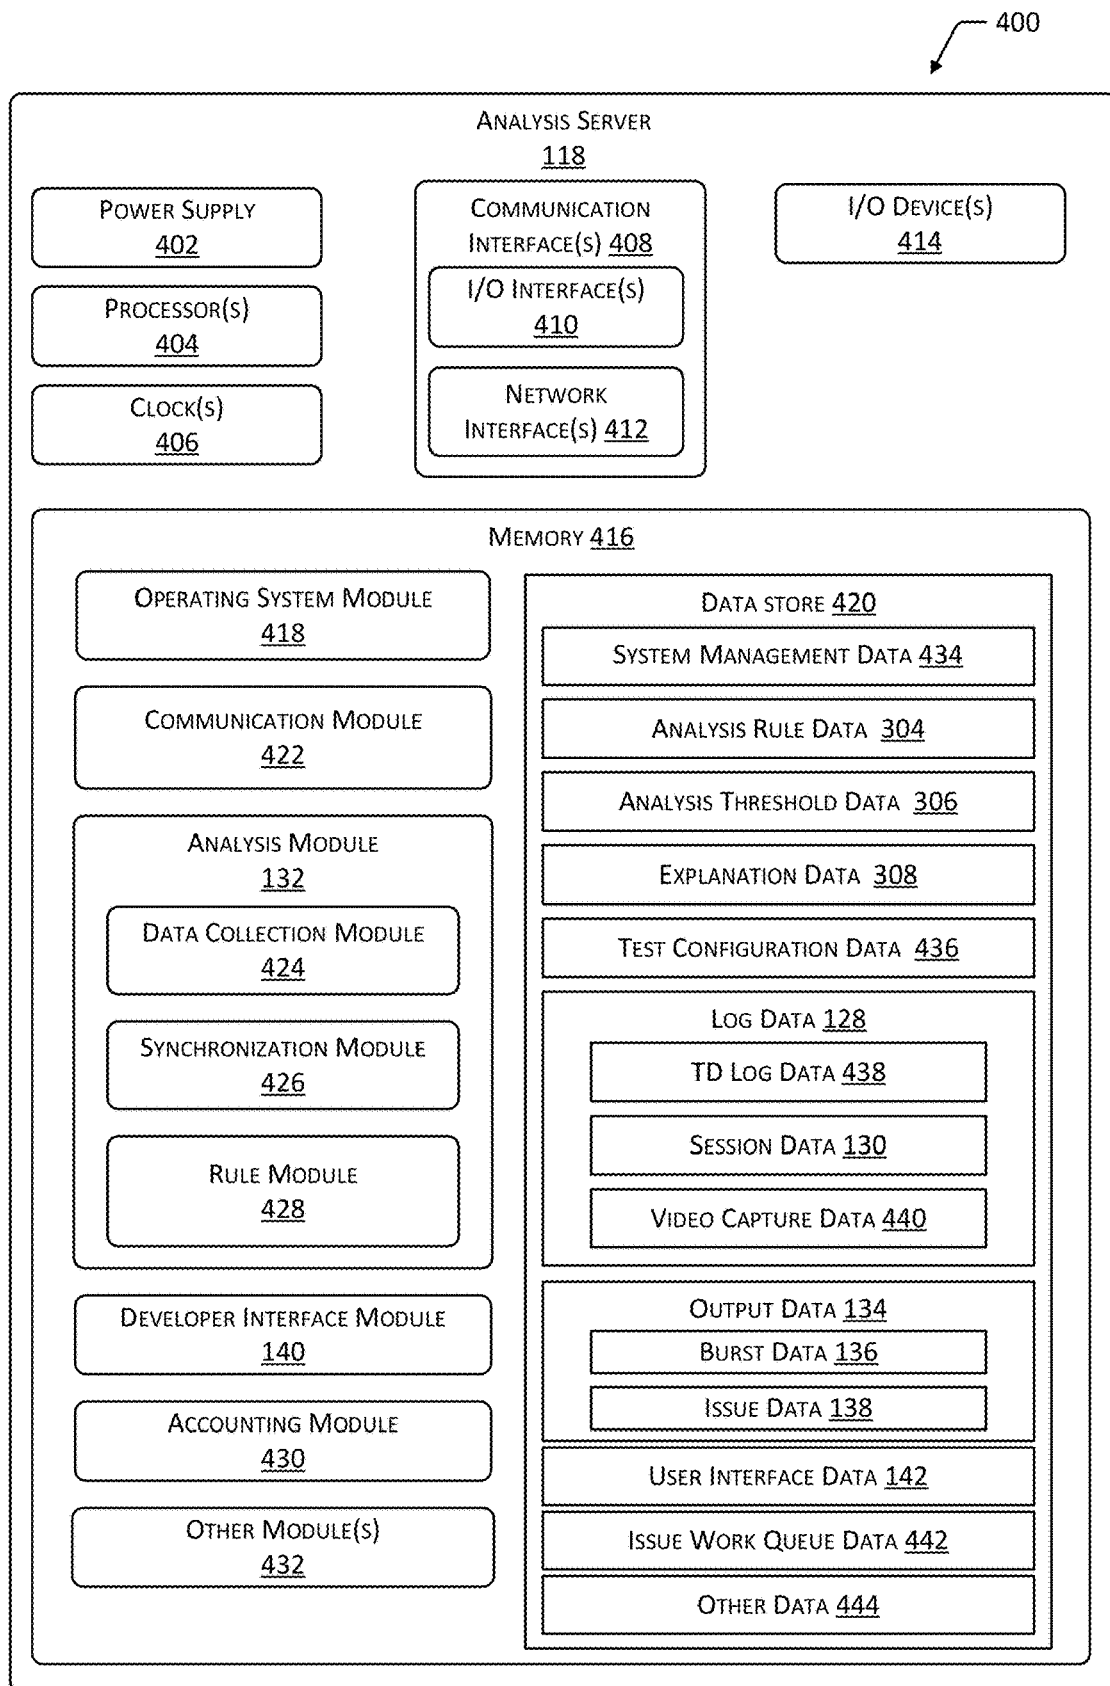 400
ANALYSIS SERVER
118
POWER SUPPLY
402
PROCESSOR(S)
404
CLOCK(S)
406
COMMUNICATION
INTERFACE(S) 408
I/O INTERFACE(S)
410
NETWORK
INTERFACE(S) 412
I/O DEVICE(S)
414
MEMORY 416
OPERATING SYSTEM MODULE
418
COMMUNICATION MODULE
422
ANALYSIS MODULE
132
DATA COLLECTION MODULE
424
SYNCHRONIZATION MODULE
426
RULE MODULE
428
DEVELOPER INTERFACE MODULE
140
ACCOUNTING MODULE
430
OTHER MODULE(S)
432
DATA STORE 420
SYSTEM MANAGEMENT DATA 434
ANALYSIS RULE DATA 304
ANALYSIS THRESHOLD DATA 306
EXPLANATION DATA 308
TEST CONFIGURATION DATA 436
LOG DATA 128
TD LOG DATA 438
SESSION DATA 130
VIDEO CAPTURE DATA 440
OUTPUT DATA 134
BURST DATA 136
ISSUE DATA 138
USER INTERFACE DATA 142
ISSUE WORK QUEUE DATA 442
OTHER DATA 444